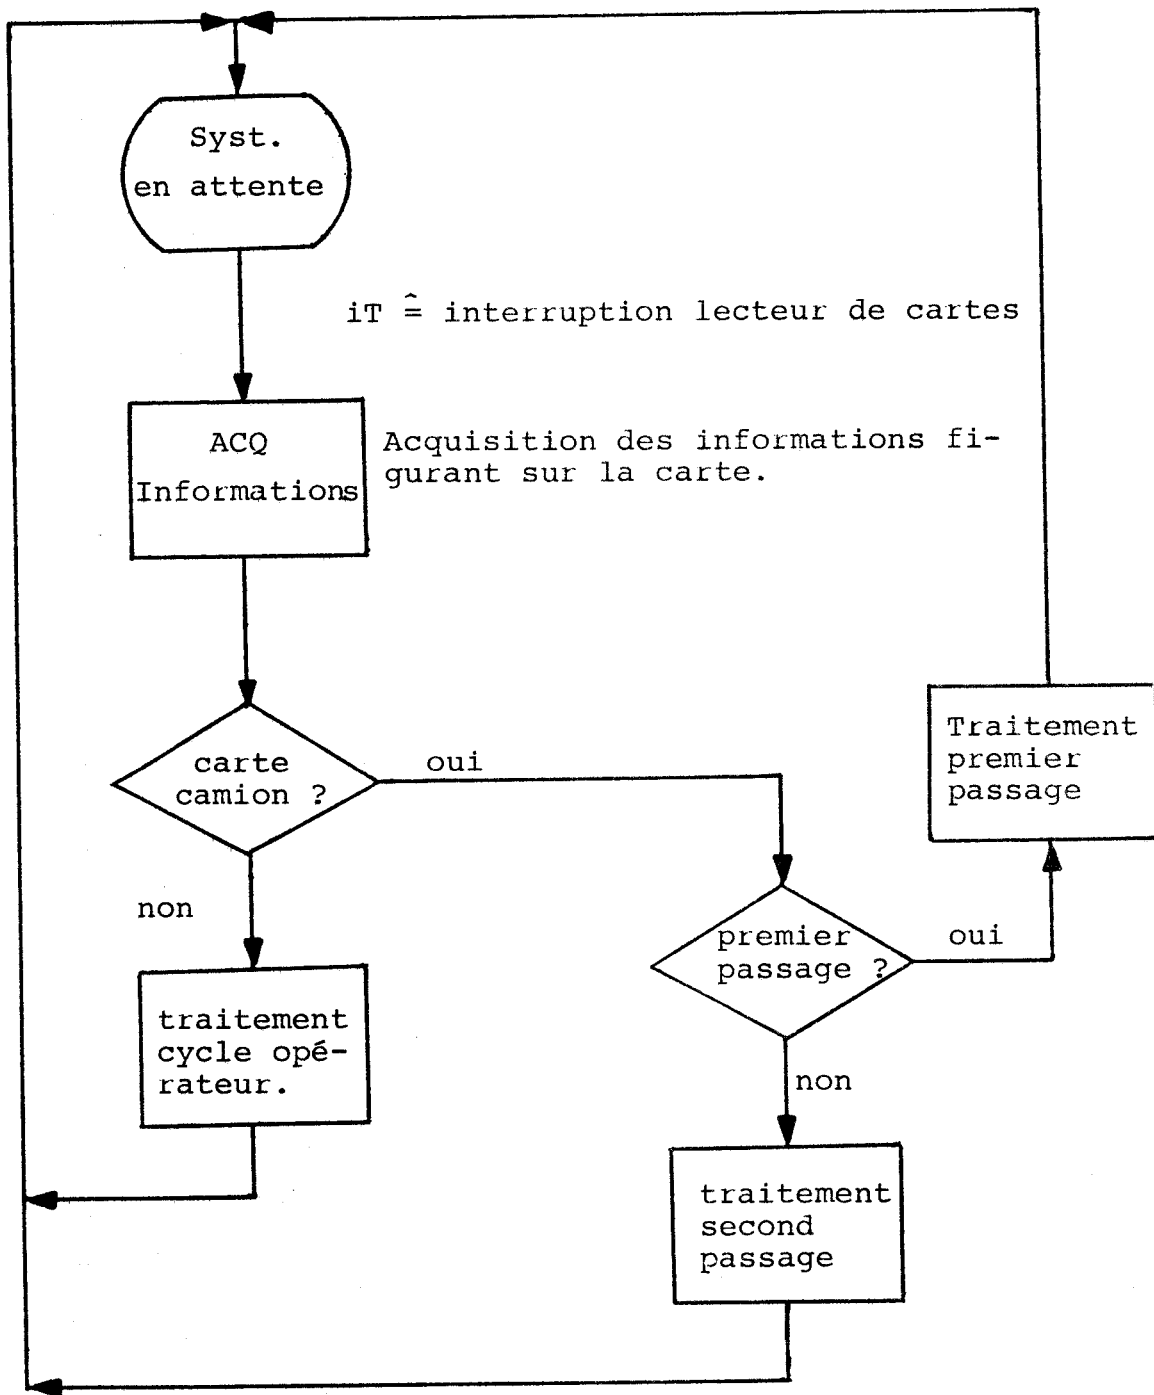 Syst.
en attente
iT ≙ interruption lecteur de cartes
ACQ
Informations
Acquisition des informations fi-
gurant sur la carte.
carte
camion ?
oui
non
traitement
cycle opé-
rateur.
premier
passage ?
oui
Traitement
premier
passage
non
traitement
second
passage